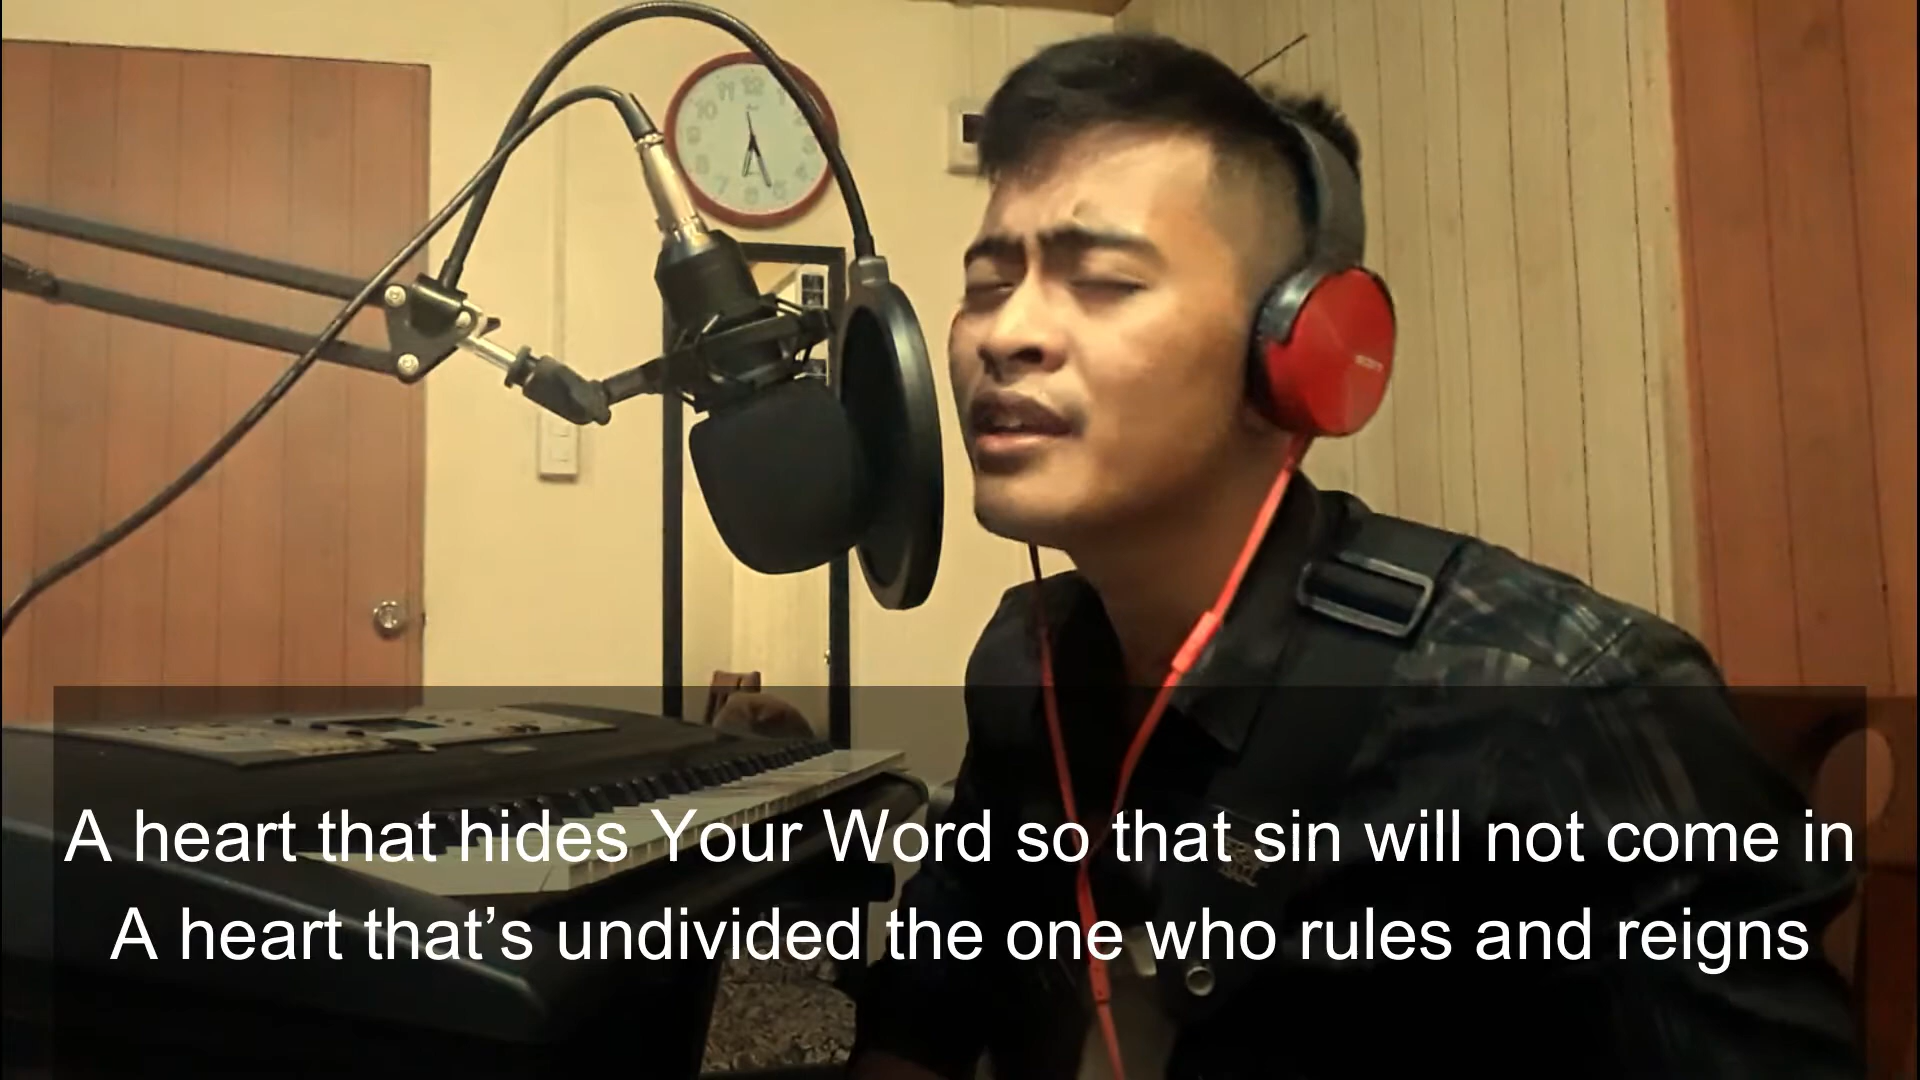 A heart that hides Your Word so that sin will not come in
A heart that’s undivided the one who rules and reigns
SONY